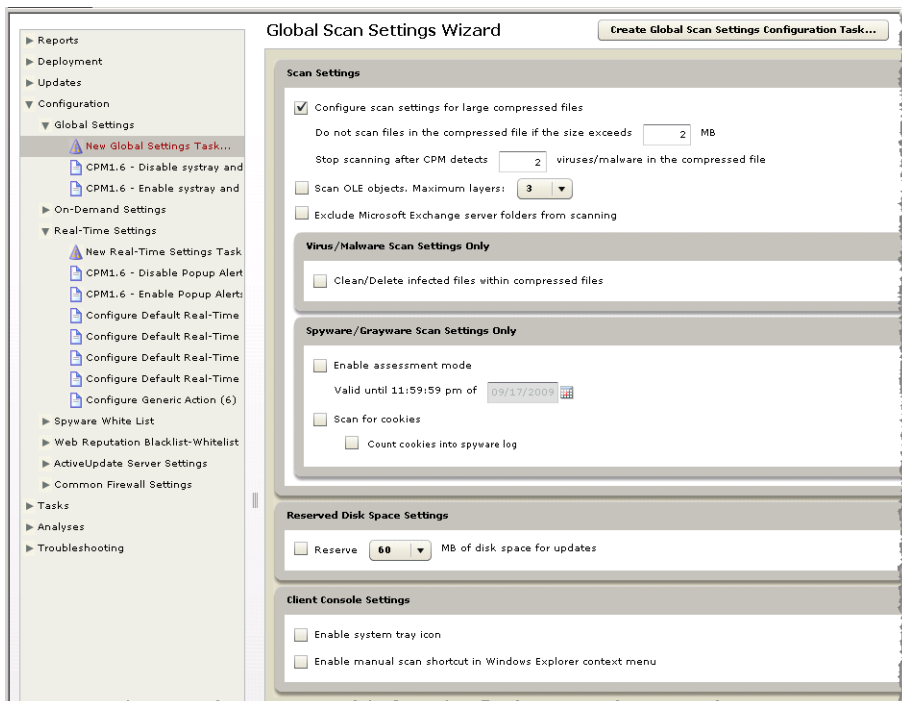 Global Scan Settings Wizard
Create Global Scan Settings Configuration Task...
Reports
Deployment
Updates
Configuration
Global Settings
New Global Settings Task...
CPM1.6 - Disable systray and
CPM1.6 - Enable systray and
On-Demand Settings
Real-Time Settings
New Real-Time Settings Task
CPM1.6 - Disable Popup Alert
CPM1.6 - Enable Popup Alert
Configure Default Real-Time
Configure Default Real-Time
Configure Default Real-Time
Configure Default Real-Time
Configure Generic Action (6)
Spyware White List
Web Reputation Blacklist-Whitelist
ActiveUpdate Server Settings
Common Firewall Settings
Tasks
Analyses
Troubleshooting
Scan Settings
Configure scan settings for large compressed files
Do not scan files in the compressed file if the size exceeds 2 MB
Stop scanning after CPM detects 2 viruses/malware in the compressed file
Scan OLE objects. Maximum layers: 3
Exclude Microsoft Exchange server folders from scanning
Virus/Malware Scan Settings Only
Clean/Delete infected files within compressed files
Spyware/Grayware Scan Settings Only
Enable assessment mode
Valid until 11:59:59 pm of 09/17/2009
Scan for cookies
Count cookies into spyware log
Reserved Disk Space Settings
Reserve 60 MB of disk space for updates
Client Console Settings
Enable system tray icon
Enable manual scan shortcut in Windows Explorer context menu